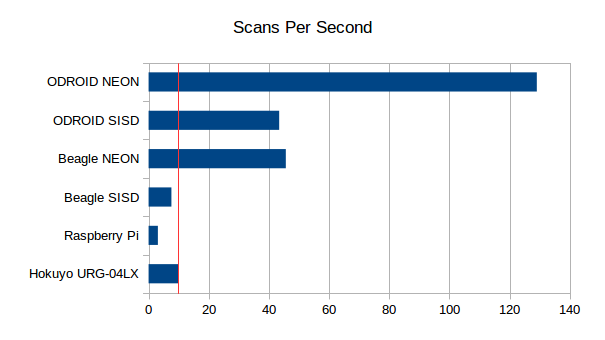 Scans Per Second
ODROID NEON
ODROID SISD
Beagle NEON
Beagle SISD
Raspberry Pi
Hokuyo URG-04LX
0 20 40 60 80 100 120 140